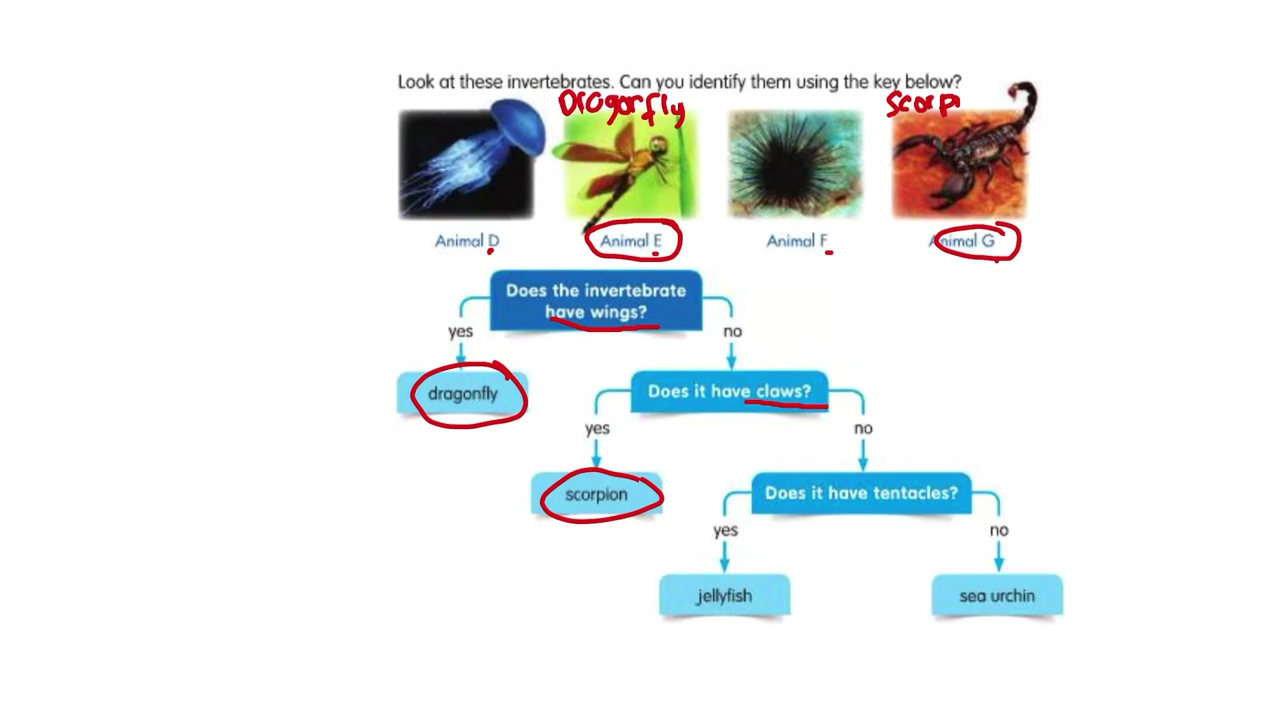 Look at these invertebrates. Can you identify them using the key below?
Dragonfly
Scorpi
Animal D
Animal E
Animal F
Animal G
Does the invertebrate
have wings?
yes
no
dragonfly
Does it have claws?
yes
no
scorpion
Does it have tentacles?
yes
no
jellyfish
sea urchin